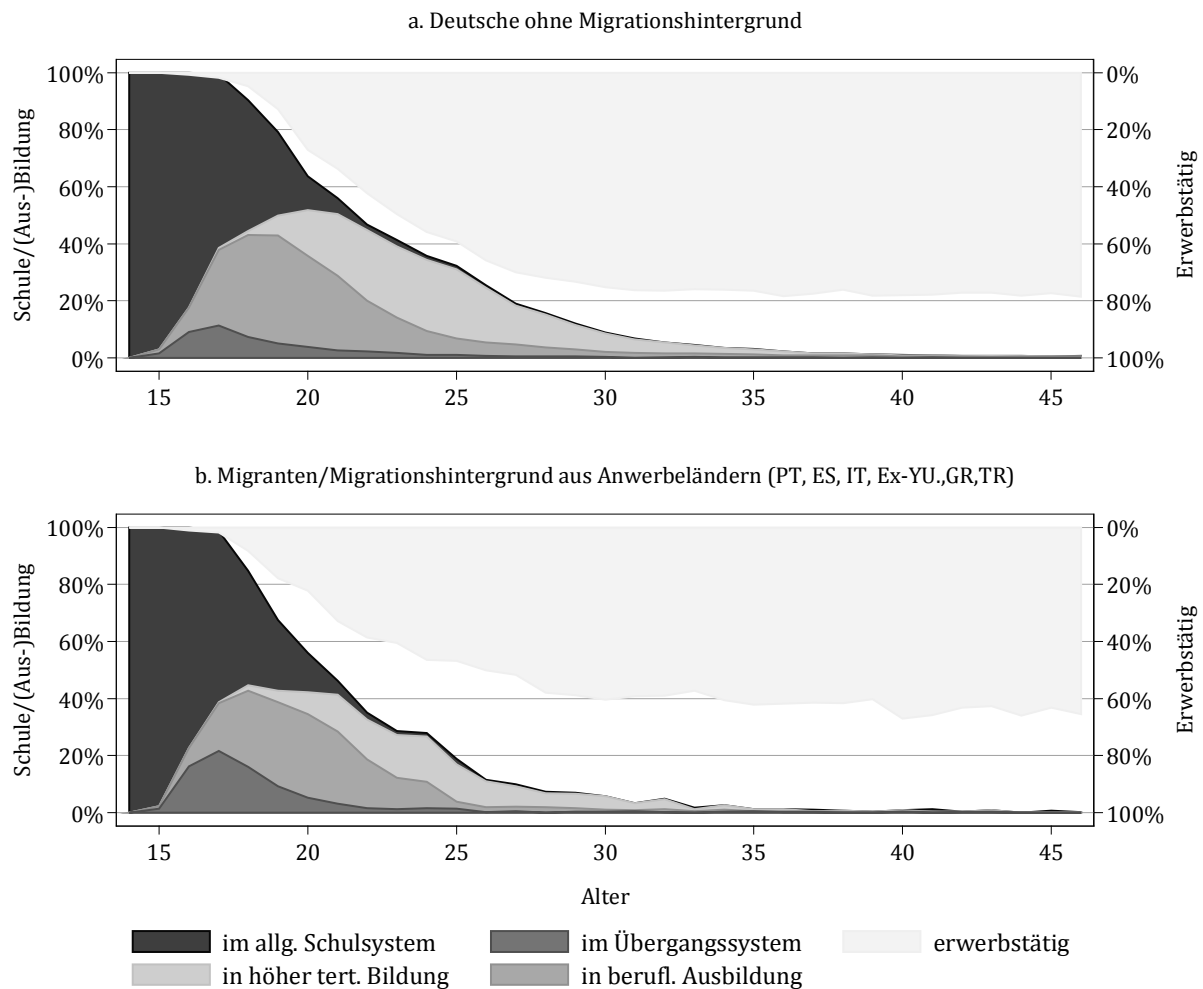 a. Deutsche ohne Migrationshintergrund
100%
80%
60%
40%
20%
0%
Schule/(Aus-)Bildung
0%
20%
40%
60%
80%
100%
Erwerbstätig
15 20 25 30 35 40 45
b. Migranten/Migrationshintergrund aus Anwerbeländern (PT, ES, IT, Ex-YU.,GR,TR)
100%
80%
60%
40%
20%
0%
Schule/(Aus-)Bildung
0%
20%
40%
60%
80%
100%
Erwerbstätig
15 20 25 30 35 40 45
Alter
im allg. Schulsystem im Übergangssystem erwerbstätig
in höher tert. Bildung in berufl. Ausbildung